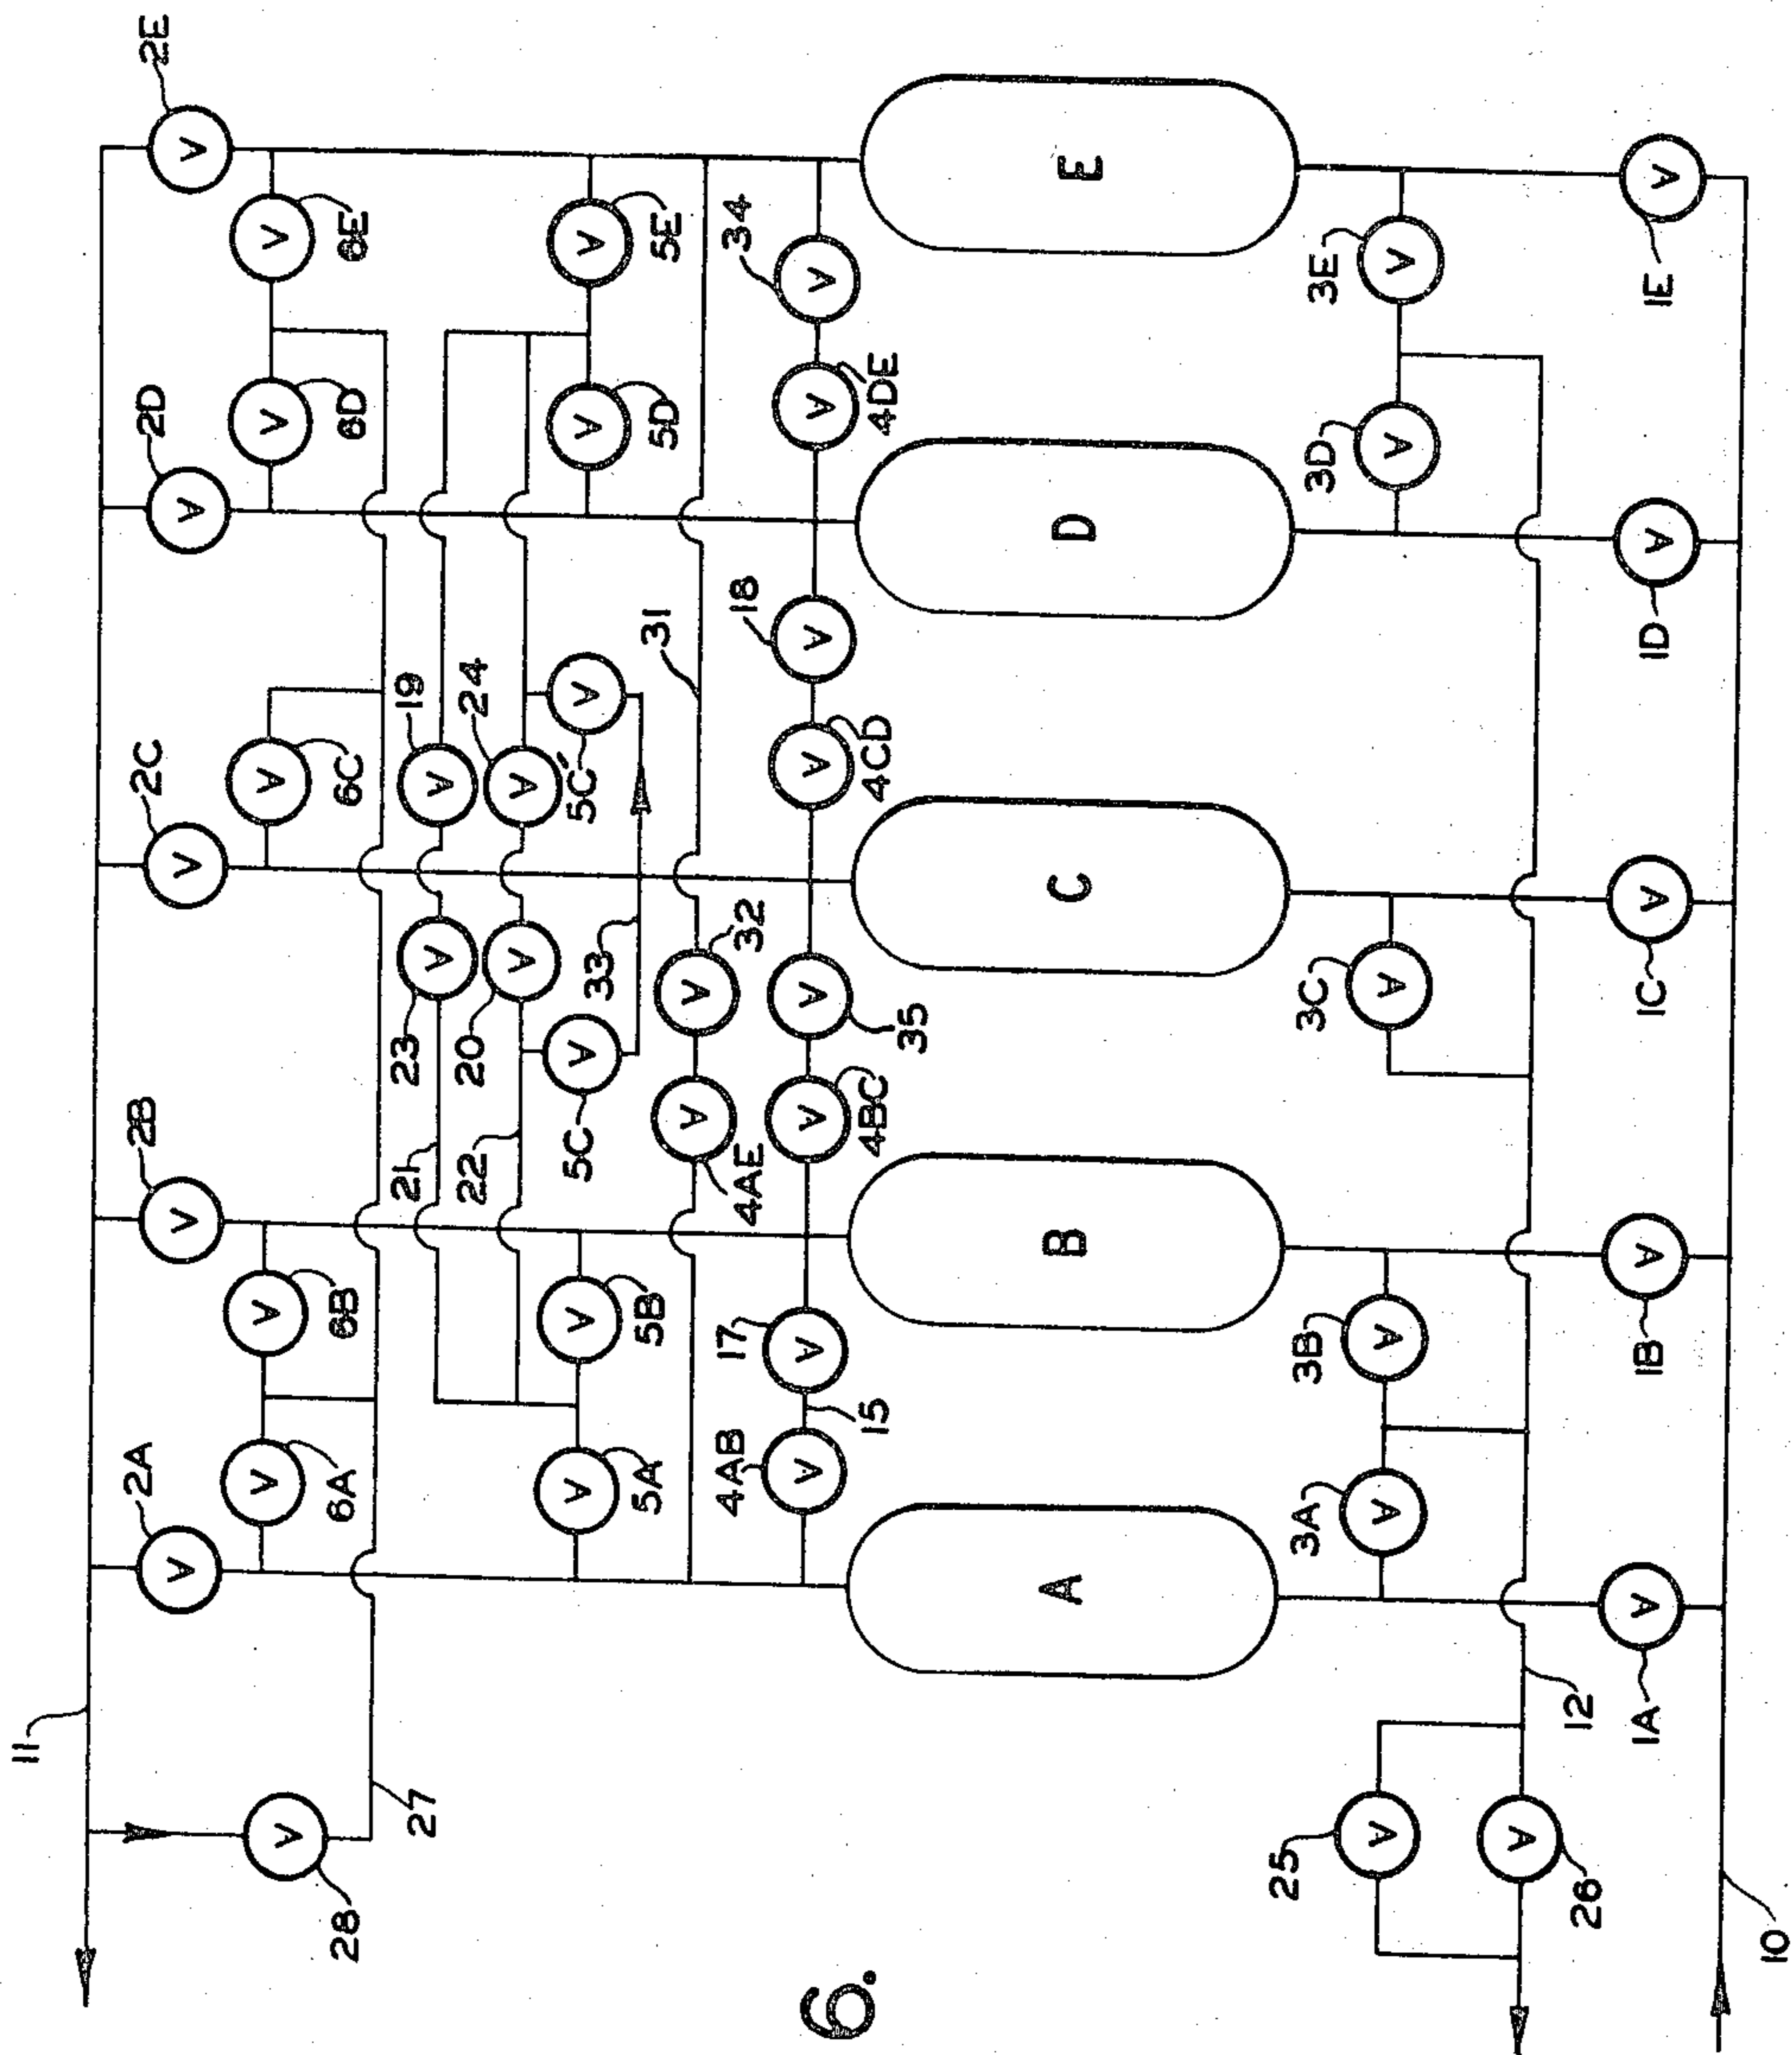 11
2A
V
2B
V
2C
V
2D
V
2E
V
28
V
27
6A
V
6B
V
6C
V
6D
V
6E
V
21
23
V
19
V
22
20
V
24
V
5A
V
5B
V
5C
V
5C'
V
5D
V
5E
V
33
31
4AE
V
32
V
4AB
V
15
17
V
4BC
V
35
V
4CD
V
18
V
4DE
V
34
V
6.
A
B
C
D
E
25
V
26
V
3A
V
3B
V
3C
V
3D
V
3E
V
12
1A
V
1B
V
1C
V
1D
V
1E
V
10